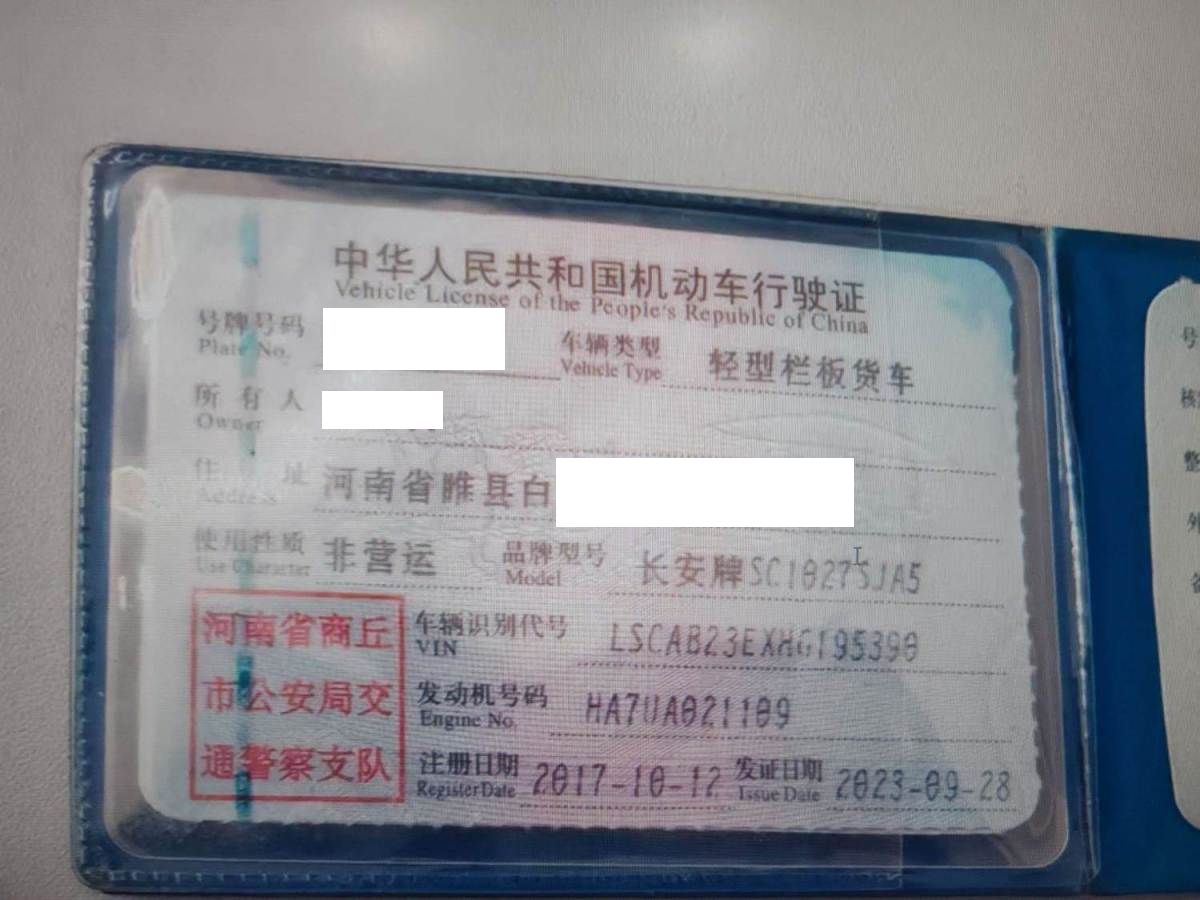 中华人民共和国机动车行驶证
Vehicle License of the People's Republic of China
号牌号码
Plate No.
车辆类型 轻型栏板货车
Vehicle Type
所有人
Owner
住址 河南省睢县白
Address
使用性质 非营运
Use Character
品牌型号 长安牌SC1027SJA5
Model
河南省商丘
市公安局交
通警察支队
车辆识别代号 LSCAB23EXHG195390
VIN
发动机号码 HA7UA021109
Engine No.
注册日期 2017-10-12
Register Date
发证日期 2023-09-28
Issue Date
号
核
整
外